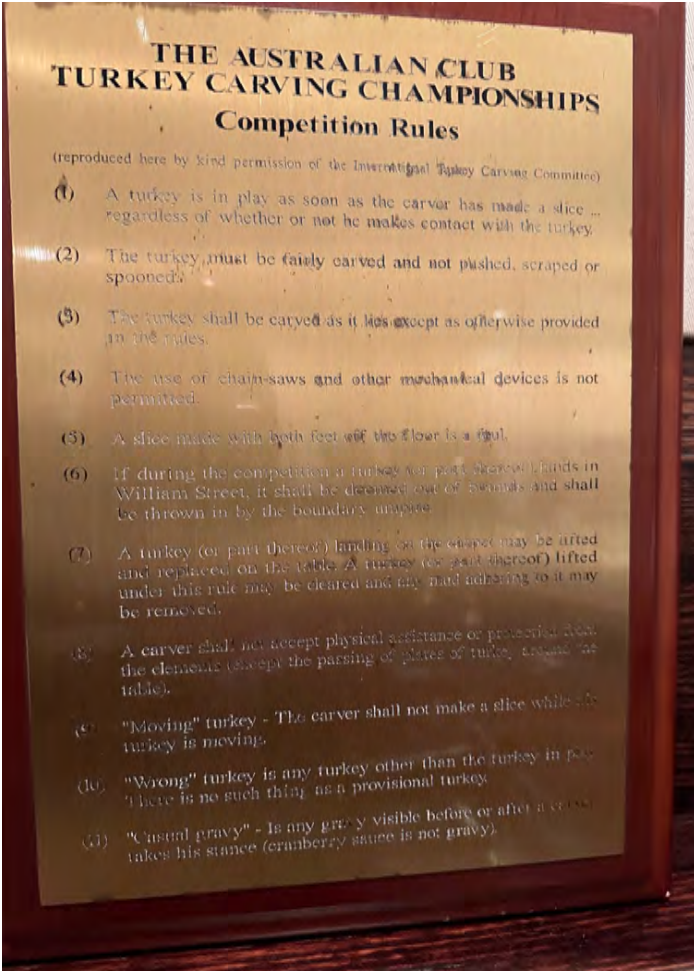 THE AUSTRALIAN CLUB
TURKEY CARVING CHAMPIONSHIPS
Competition Rules
(reproduced here by kind permission of the International Turkey Carving Committee)
(1) A turkey is in play as soon as the carver has made a slice ...
regardless of whether or not he makes contact with the turkey.
(2) The turkey must be fairly carved and not pushed, scraped or
spooned.
(3) The turkey shall be carved as it lies except as otherwise provided
in the rules.
(4) The use of chain-saws and other mechanical devices is not
permitted.
(5) A slice made with both feet off the floor is a foul.
(6) If during the competition a turkey or part thereof lands in
William Street, it shall be deemed out of bounds and shall
be thrown in by the boundary umpire.
(7) A turkey (or part thereof) landing on the may be lifted
and replaced on the table. A turkey (or part thereof) lifted
under this rule may be cleared and any mud adhering to it may
be removed.
(8) A carver shall not accept physical assistance or protection from
the elements (except the passing of plates of turkey around the
table).
(9) "Moving" turkey - The carver shall not make a slice while
turkey is moving.
(10) "Wrong" turkey is any turkey other than the turkey in play.
There is no such thing as a provisional turkey.
(11) "Casual gravy" - Is any gravy visible before or after a carver
takes his stance (cranberry sauce is not gravy).